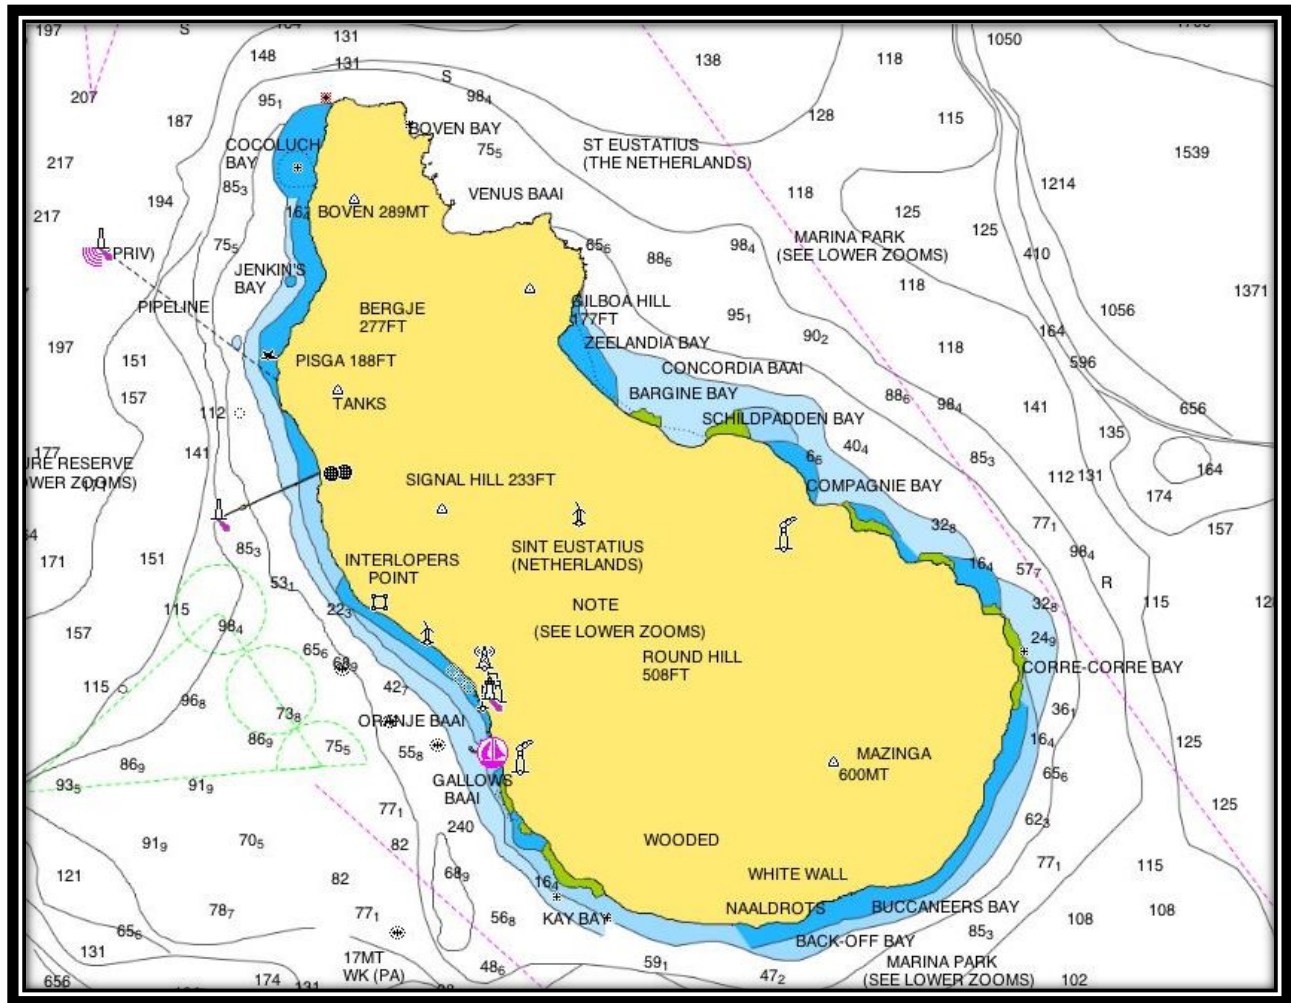 197
131
S
148
131
S
138
118
1050
207
95₁
98₄
187
128
115
BOVEN BAY
COCOLUCH
BAY
75₅
ST EUSTATIUS
(THE NETHERLANDS)
217
1539
85₃
194
VENUS BAAI
118
1214
217
BOVEN 289MT
125
125
75₅
65₆
98₄
MARINA PARK
(SEE LOWER ZOOMS)
PRIV)
88₆
410
JENKIN'S
BAY
118
1371
PIPELINE
BERGJE
277FT
GILBOA HILL
177FT
95₁
1056
90₂
164
197
151
PISGA 188FT
ZEELANDIA BAY
118
596
CONCORDIA BAAI
157
BARGINE BAY
88₆
98₄
141
656
TANKS
112
SCHILDPADDEN BAY
135
177
141
40₄
6₆
85₃
URE RESERVE
WER ZOOMS)
171
164
112
131
SIGNAL HILL 233FT
COMPAGNIE BAY
174
77₁
32₈
157
85₃
SINT EUSTATIUS
(NETHERLANDS)
98₄
171
151
INTERLOPERS
POINT
16₄
57₇
53₁
R
115
22₃
NOTE
32₈
115
98₄
157
(SEE LOWER ZOOMS)
24₉
65₆
68₉
ROUND HILL
508FT
CORRE-CORRE BAY
115
42₇
96₈
73₈
36₁
ORANJE BAAI
86₉
75₅
16₄
125
55₈
MAZINGA
600MT
86₉
65₆
93₅
91₉
GALLOWS
BAAI
77₁
125
62₃
240
91₉
70₅
82
WOODED
77₁
115
121
82
68₉
16₄
WHITE WALL
78₇
77₁
56₈
KAY BAY
NAALDROTS
BUCCANEERS BAY
108
108
65₆
85₃
131
BACK-OFF BAY
17MT
WK (PA)
48₆
59₁
47₂
MARINA PARK
(SEE LOWER ZOOMS)
656
174
131
102